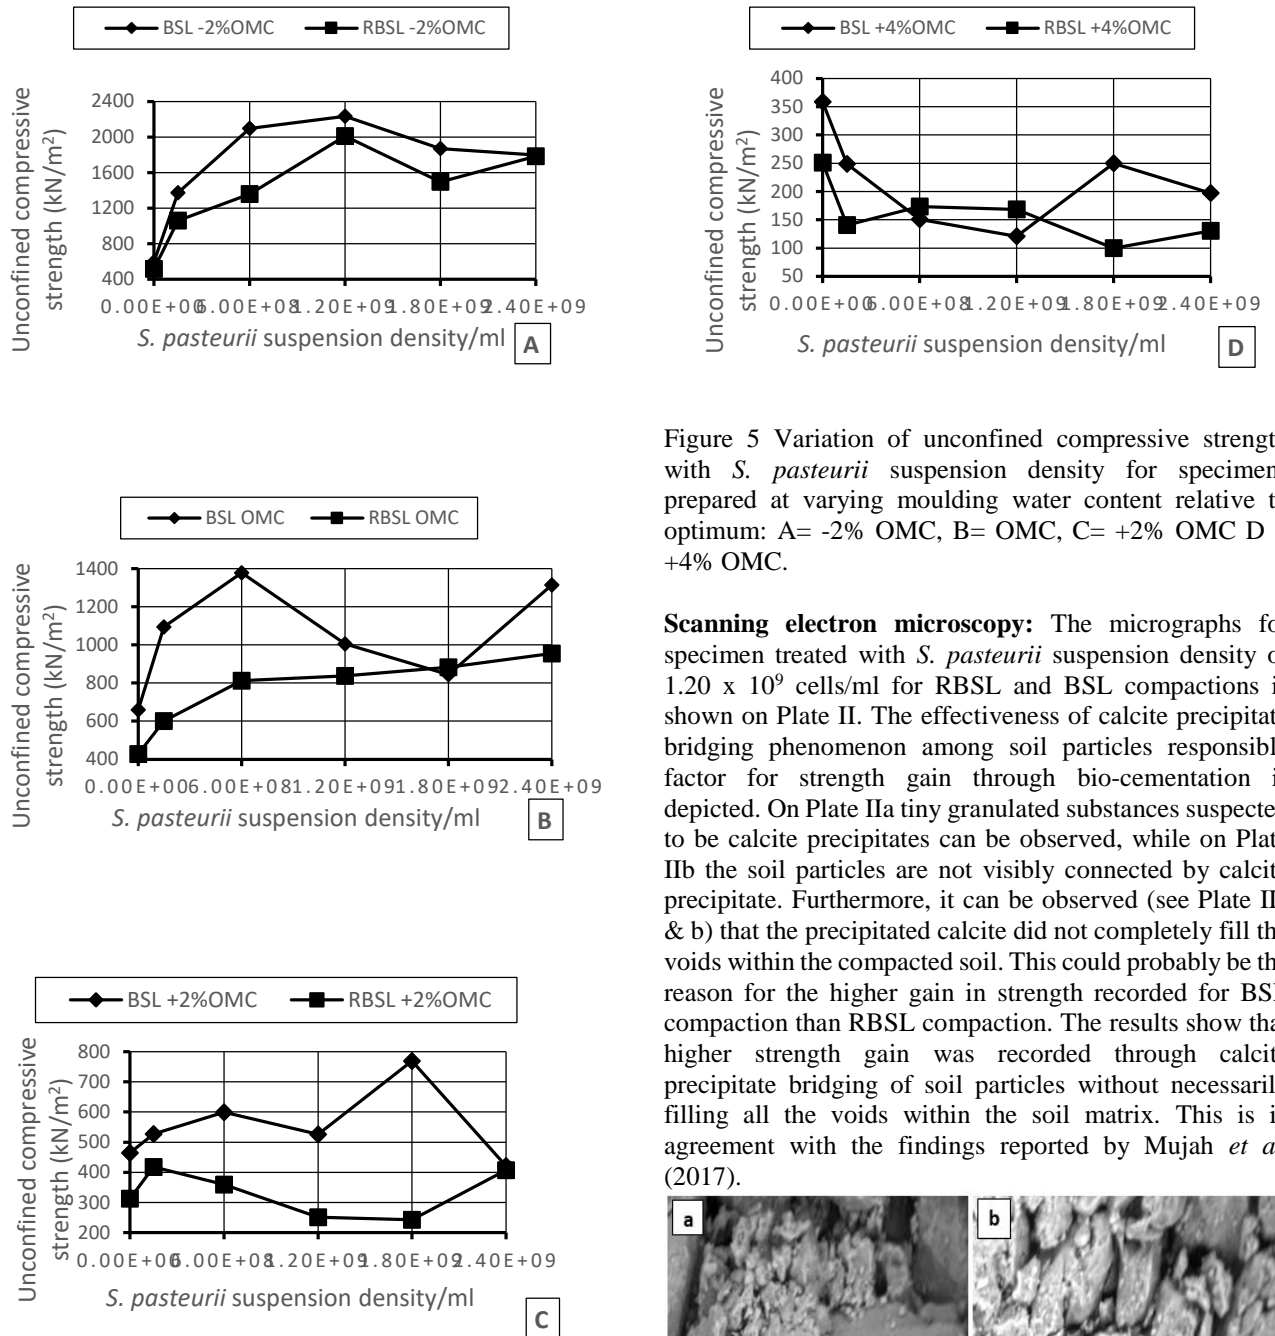 BSL -2%OMC RBSL -2%OMC
Unconfined compressive
strength (kN/m²)
2400
2000
1600
1200
800
400
0.00E+00 6.00E+08 1.20E+09 1.80E+09 2.40E+09
S. pasteurii suspension density/ml
A
BSL OMC RBSL OMC
Unconfined compressive
strength (kN/m²)
1400
1200
1000
800
600
400
0.00E+00 6.00E+08 1.20E+09 1.80E+09 2.40E+09
S. pasteurii suspension density/ml
B
BSL +2%OMC RBSL +2%OMC
Unconfined compressive
strength (kN/m²)
800
700
600
500
400
300
200
0.00E+00 6.00E+08 1.20E+09 1.80E+09 2.40E+09
S. pasteurii suspension density/ml
C
BSL +4%OMC RBSL +4%OMC
Unconfined compressive
strength (kN/m²)
400
350
300
250
200
150
100
50
0.00E+00 6.00E+08 1.20E+09 1.80E+09 2.40E+09
S. pasteurii suspension density/ml
D
Figure 5 Variation of unconfined compressive strengt
with S. pasteurii suspension density for specimen
prepared at varying moulding water content relative t
optimum: A= -2% OMC, B= OMC, C= +2% OMC D
+4% OMC.
Scanning electron microscopy: The micrographs fo
specimen treated with S. pasteurii suspension density o
1.20 x 10⁹ cells/ml for RBSL and BSL compactions i
shown on Plate II. The effectiveness of calcite precipitat
bridging phenomenon among soil particles responsibl
factor for strength gain through bio-cementation i
depicted. On Plate IIa tiny granulated substances suspecte
to be calcite precipitates can be observed, while on Plat
IIb the soil particles are not visibly connected by calcit
precipitate. Furthermore, it can be observed (see Plate II
& b) that the precipitated calcite did not completely fill th
voids within the compacted soil. This could probably be th
reason for the higher gain in strength recorded for BSL
compaction than RBSL compaction. The results show tha
higher strength gain was recorded through calcit
precipitate bridging of soil particles without necessaril
filling all the voids within the soil matrix. This is i
agreement with the findings reported by Mujah et a
(2017).
a b